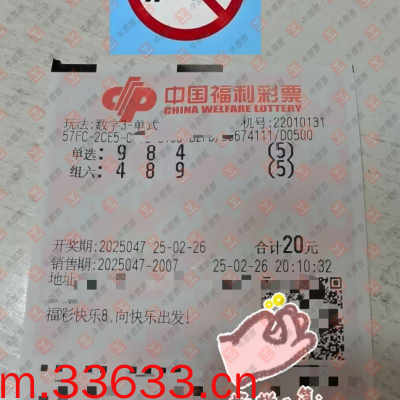 中国福利彩票
CHINA WELFARE LOTTERY
玩法:数字3-单式 机号:22010131
57FC-2CE5- 674111/D0500
单选: 9 8 4 (5)
组六: 4 8 9 (5)
开奖期:2025047 25-02-26 合计20元
销售期:2025047-2007 25-02-26 20:10:32
地址:
福彩快乐8,向快乐出发!
m.33633.cn